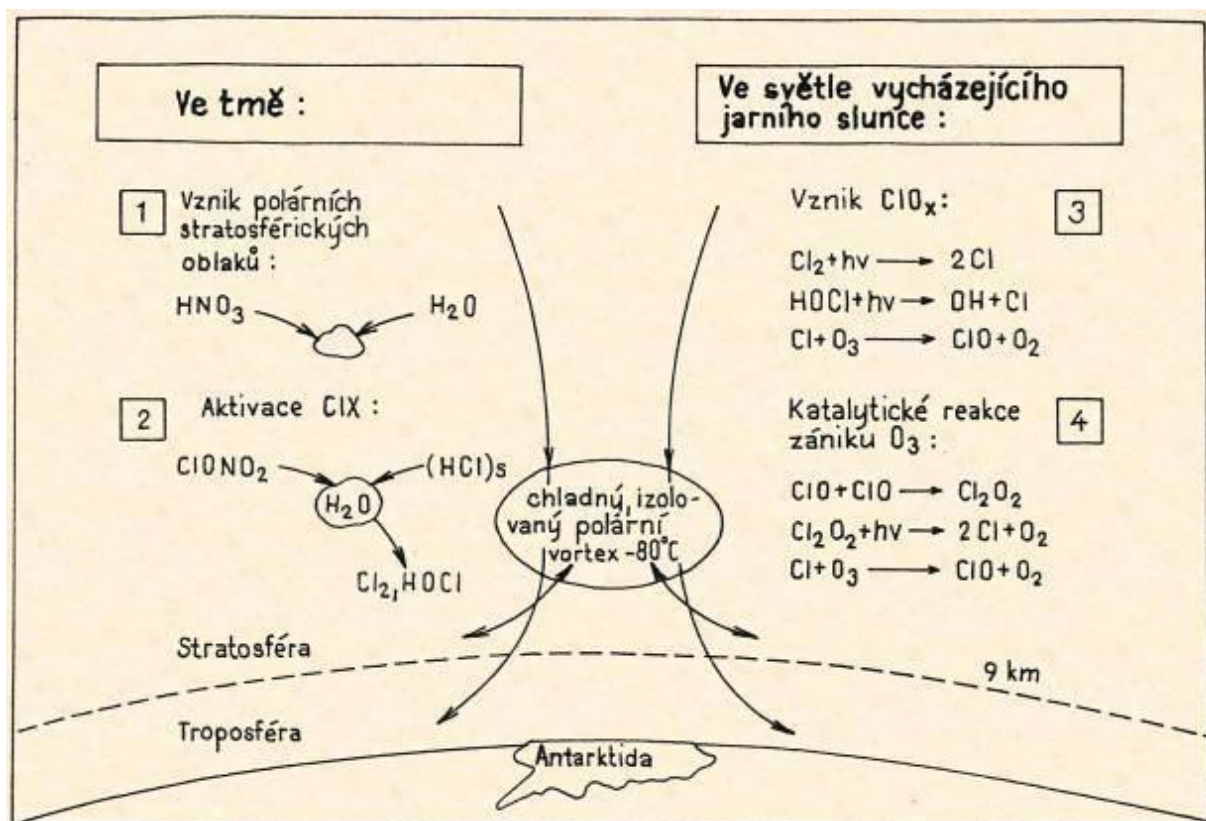 Ve tmě :
1
Vznik polárních
stratosférických
oblaků :
HNO₃
H₂O
2
Aktivace ClX :
ClONO₂
(HCl)s
H₂O
Cl₂,HOCl
Ve světle vycházejícího
jarního slunce :
Vznik ClOₓ:
3
Cl₂+hν → 2Cl
HOCl+hν → OH+Cl
Cl+O₃ → ClO+O₂
Katalytické reakce
zániku O₃ :
4
ClO+ClO → Cl₂O₂
Cl₂O₂+hν → 2Cl+O₂
Cl+O₃ → ClO+O₂
chladný, izolo-
vaný polární
vortex -80°C
Stratosféra
9 km
Troposféra
Antarktida